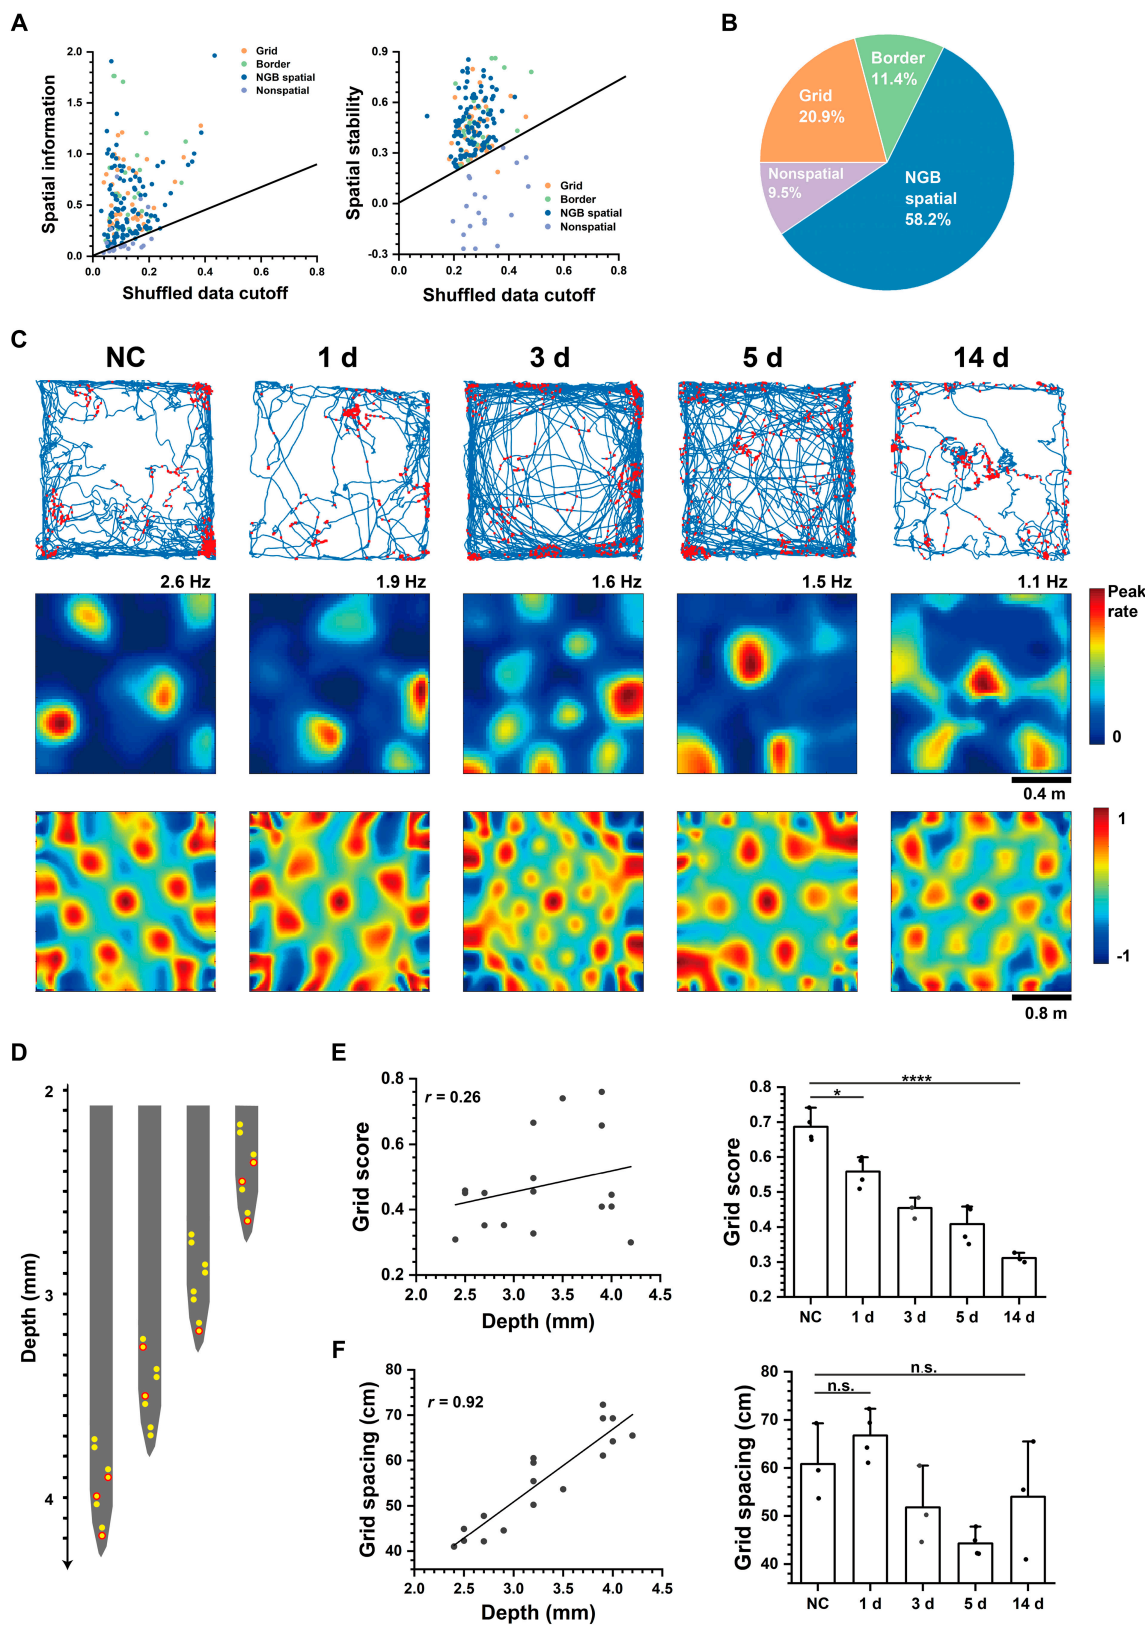 A
Spatial information
2.0
1.5
1.0
0.5
0.0
0.0 0.2 0.4 0.6 0.8
Shuffled data cutoff
Grid
Border
NGB spatial
Nonspatial
Spatial stability
0.9
0.6
0.3
0.0
-0.3
0.0 0.2 0.4 0.6 0.8
Shuffled data cutoff
Grid
Border
NGB spatial
Nonspatial
B
Border
11.4%
Grid
20.9%
Nonspatial
9.5%
NGB
spatial
58.2%
C
NC 1 d 3 d 5 d 14 d
2.6 Hz 1.9 Hz 1.6 Hz 1.5 Hz 1.1 Hz
Peak
rate
0
0.4 m
1
-1
0.8 m
D
Depth (mm)
2
3
4
E
Grid score
0.8
0.6
0.4
0.2
r = 0.26
2.0 2.5 3.0 3.5 4.0 4.5
Depth (mm)
Grid score
0.8
0.7
0.6
0.5
0.4
0.3
0.2
****
*
NC 1 d 3 d 5 d 14 d
F
Grid spacing (cm)
80
70
60
50
40
r = 0.92
2.0 2.5 3.0 3.5 4.0 4.5
Depth (mm)
Grid spacing (cm)
80
70
60
50
40
n.s.
n.s.
NC 1 d 3 d 5 d 14 d